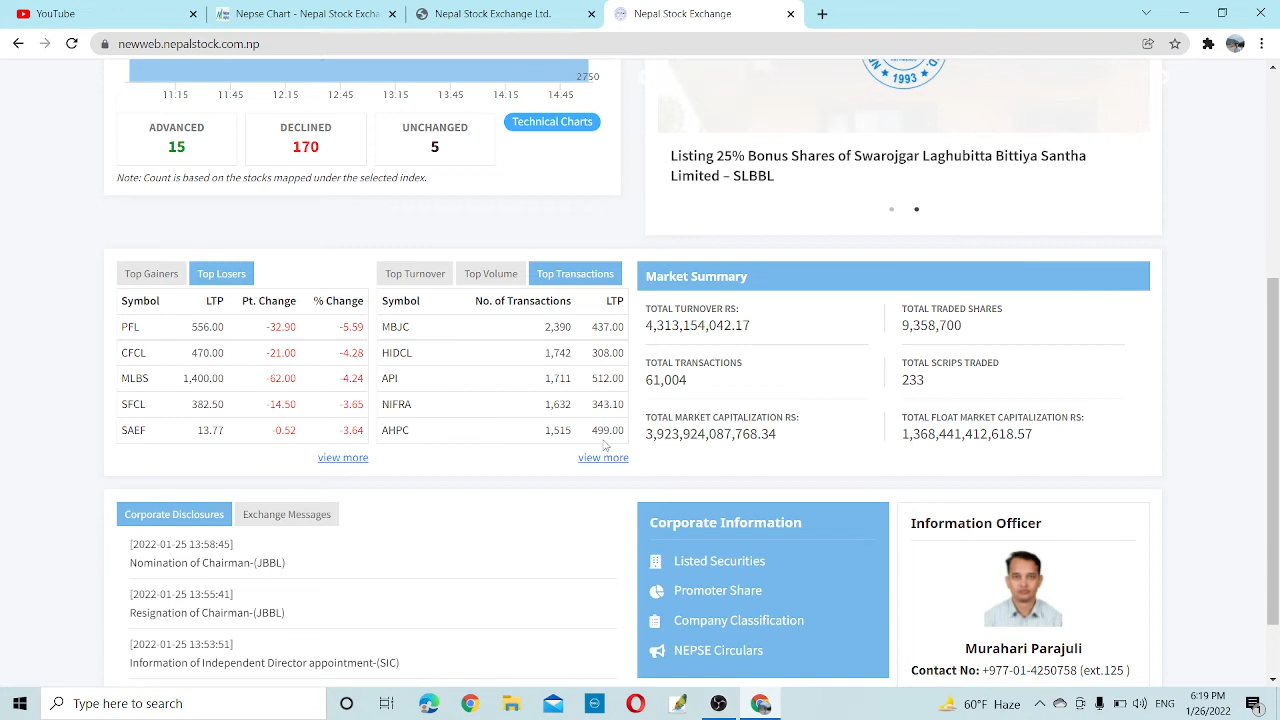 YouTube
Nepse Chart - Nepal Stock Exch
Nepal Stock Exchange Ltd.
Nepal Stock Exchange
newweb.nepalstock.com.np
2750
11.15 11.45 12.15 12.45 13.15 13.45 14.15 14.45
ADVANCED
15
DECLINED
170
UNCHANGED
5
Technical Charts
Note: Count is based on the stocks mapped under the selected index.
1993
Listing 25% Bonus Shares of Swarojgar Laghubitta Bittiya Santha
Limited – SLBBL
Top Gainers Top Losers
Symbol LTP Pt. Change % Change
PFL 556.00 -32.90 -5.59
CFCL 470.00 -21.00 -4.28
MLBS 1,400.00 -62.00 -4.24
SFCL 382.50 -14.50 -3.65
SAEF 13.77 -0.52 -3.64
view more
Top Turnover Top Volume Top Transactions
Symbol No. of Transactions LTP
MBJC 2,390 437.00
HIDCL 1,742 308.00
API 1,711 512.00
NIFRA 1,632 343.10
AHPC 1,515 499.00
view more
Market Summary
TOTAL TURNOVER RS:
4,313,154,042.17
TOTAL TRADED SHARES
9,358,700
TOTAL TRANSACTIONS
61,004
TOTAL SCRIPS TRADED
233
TOTAL MARKET CAPITALIZATION RS:
3,923,924,087,768.34
TOTAL FLOAT MARKET CAPITALIZATION RS:
1,368,441,412,618.57
Corporate Disclosures Exchange Messages
[2022-01-25 13:58:45]
Nomination of Chairman-(JBBL)
[2022-01-25 13:55:41]
Resignation of Chairman-(JBBL)
[2022-01-25 13:53:51]
Information of Independent Director appointment-(SIC)
Corporate Information
Listed Securities
Promoter Share
Company Classification
NEPSE Circulars
Information Officer
Murahari Parajuli
Contact No: +977-01-4250758 (ext.125 )
Type here to search
60°F Haze
6:19 PM
1/26/2022